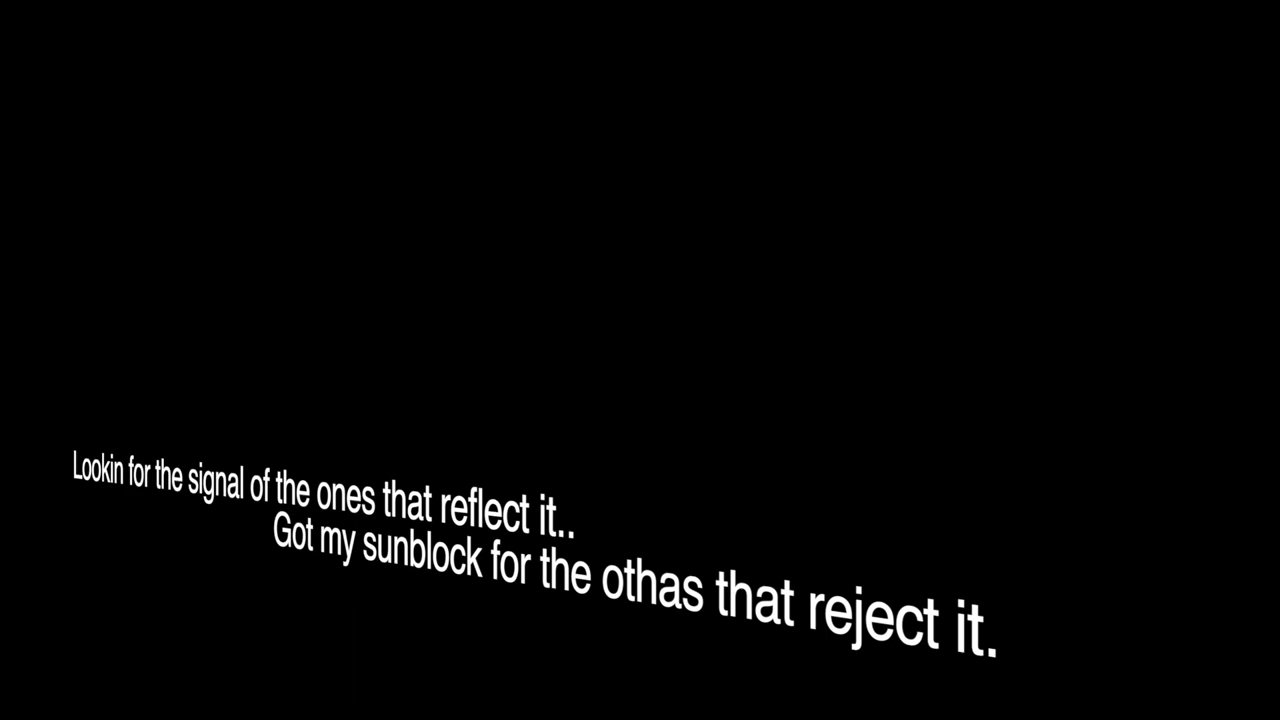 Lookin for the signal of the ones that reflect it..
Got my sunblock for the othas that reject it.